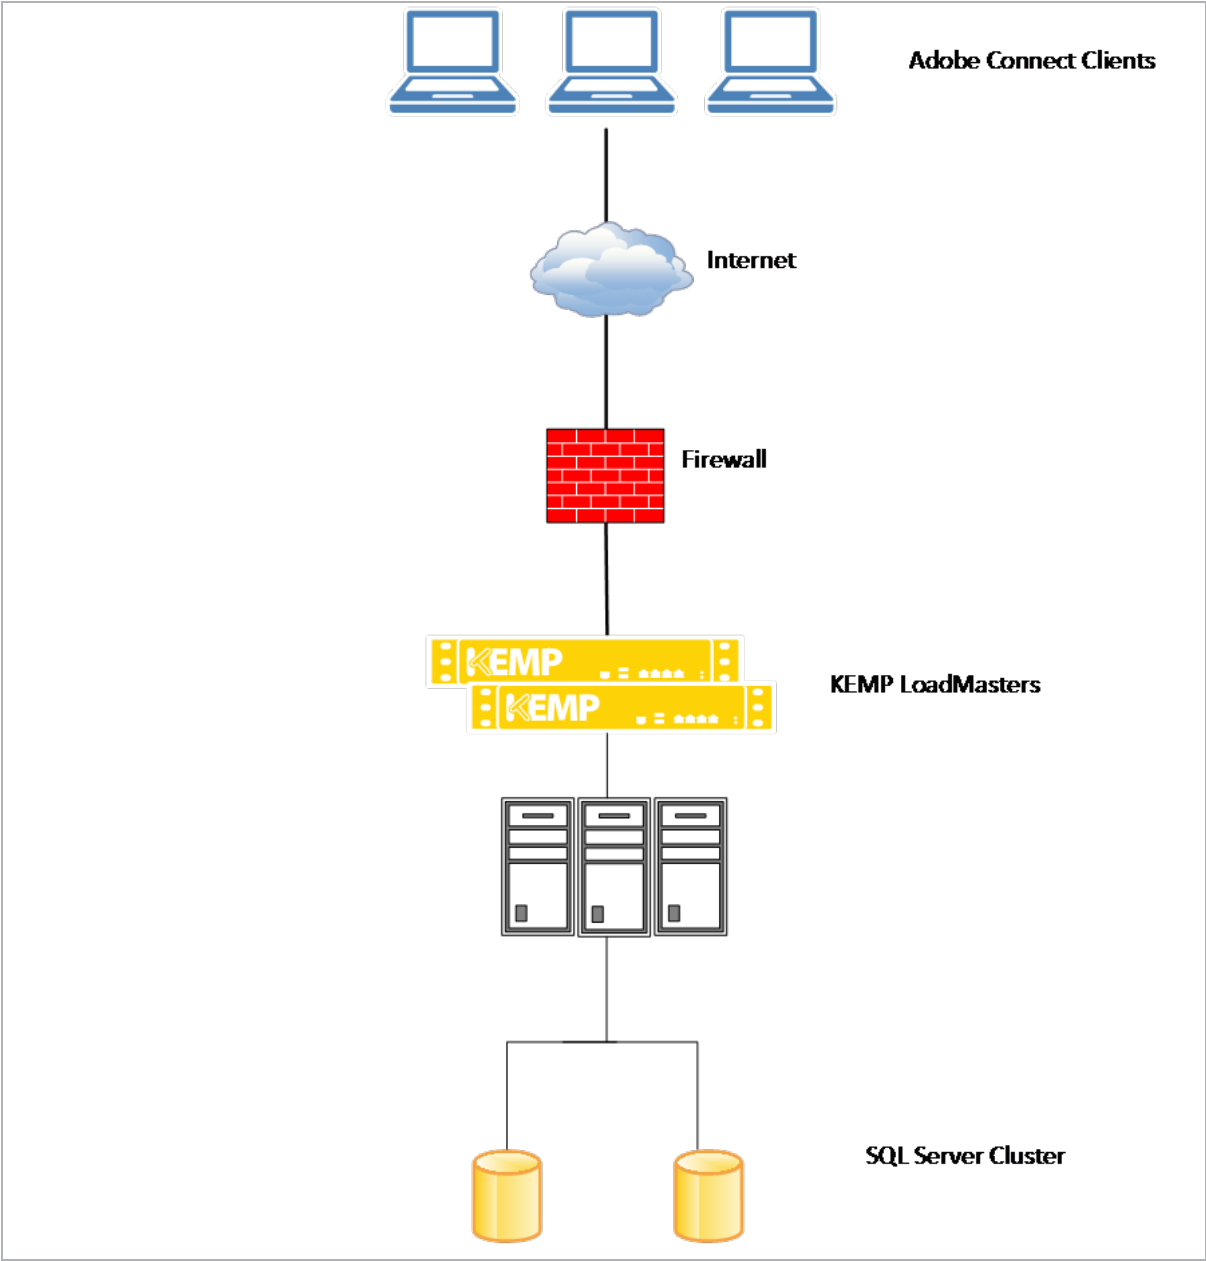 Adobe Connect Clients
Internet
Firewall
KEMP
KEMP LoadMasters
KEMP
SQL Server Cluster